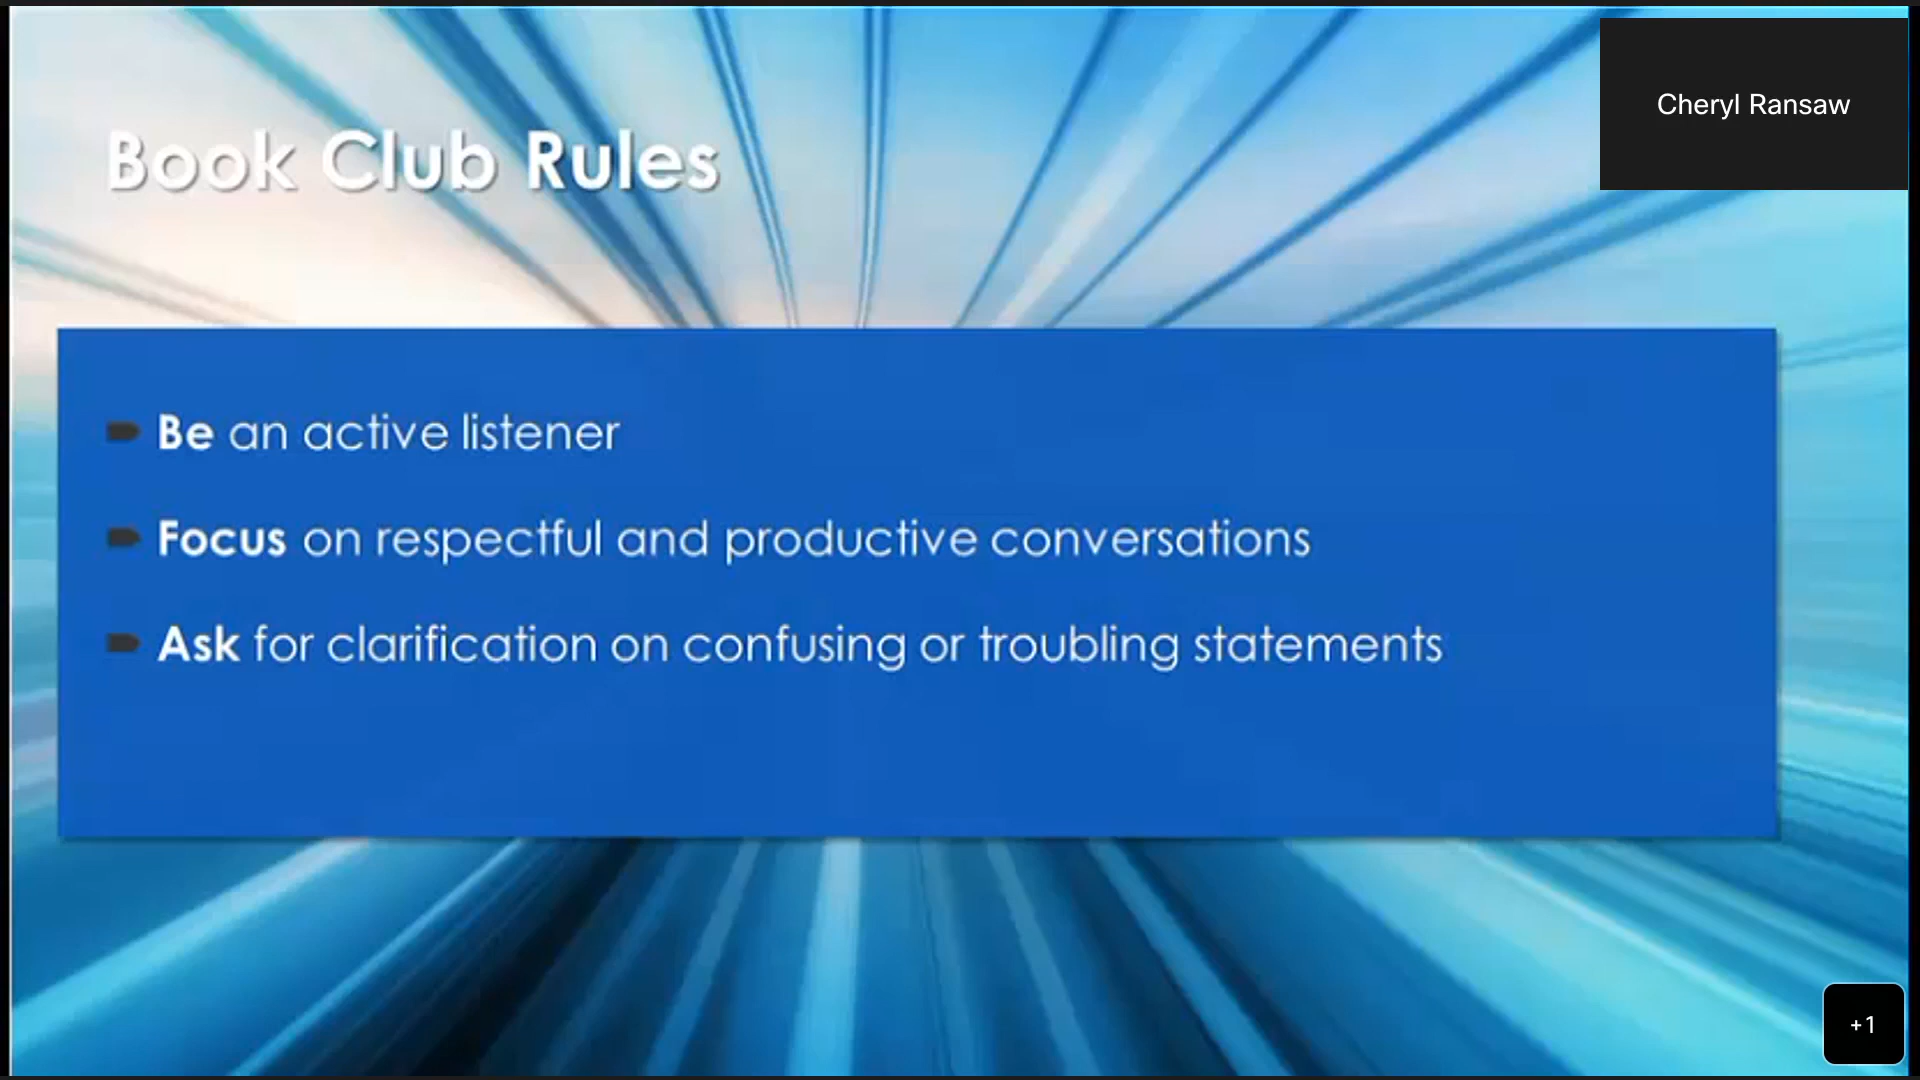 Cheryl Ransaw
Book Club Rules
Be an active listener
Focus on respectful and productive conversations
Ask for clarification on confusing or troubling statements
+1